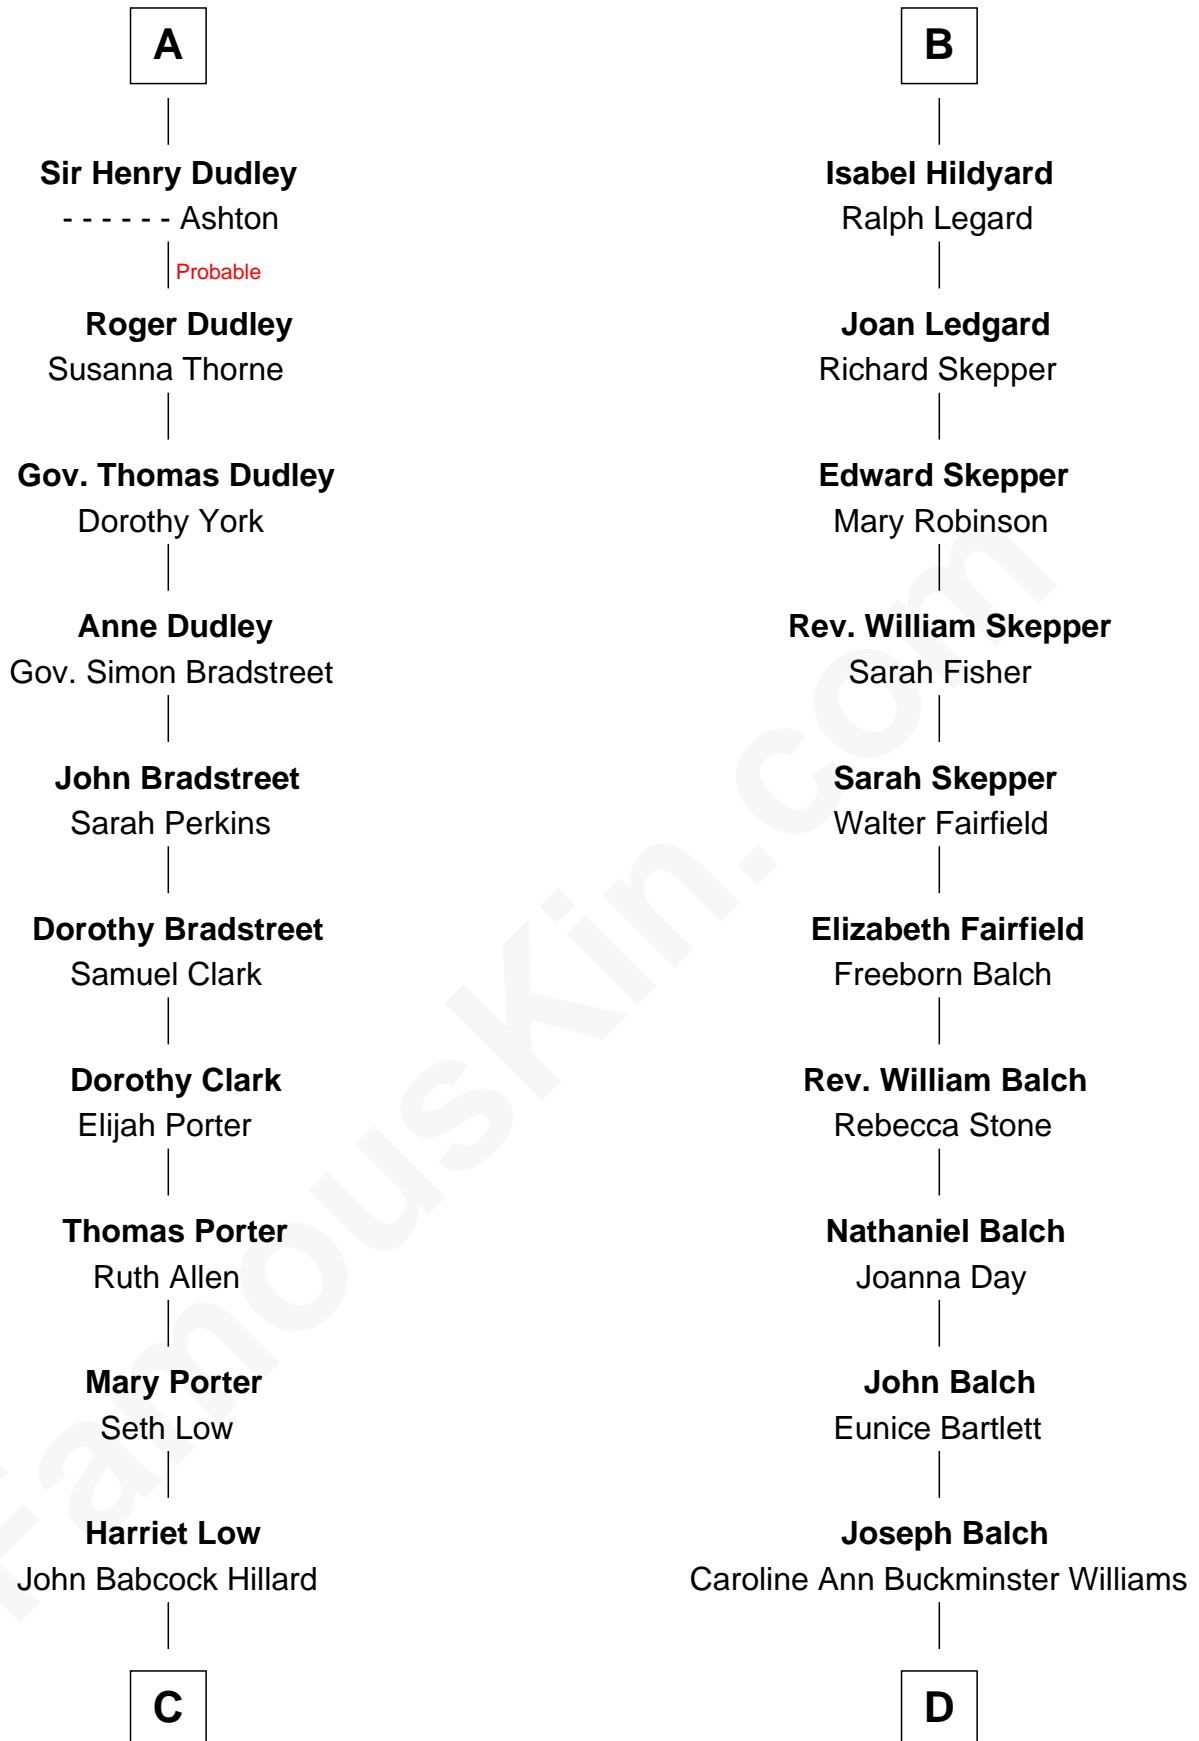 A
Sir Henry Dudley
- - - - - - Ashton
Probable
Roger Dudley
Susanna Thorne
Gov. Thomas Dudley
Dorothy York
Anne Dudley
Gov. Simon Bradstreet
John Bradstreet
Sarah Perkins
Dorothy Bradstreet
Samuel Clark
Dorothy Clark
Elijah Porter
Thomas Porter
Ruth Allen
Mary Porter
Seth Low
Harriet Low
John Babcock Hillard
C
B
Isabel Hildyard
Ralph Legard
Joan Ledgard
Richard Skepper
Edward Skepper
Mary Robinson
Rev. William Skepper
Sarah Fisher
Sarah Skepper
Walter Fairfield
Elizabeth Fairfield
Freeborn Balch
Rev. William Balch
Rebecca Stone
Nathaniel Balch
Joanna Day
John Balch
Eunice Bartlett
Joseph Balch
Caroline Ann Buckminster Williams
D
FamousKin.com